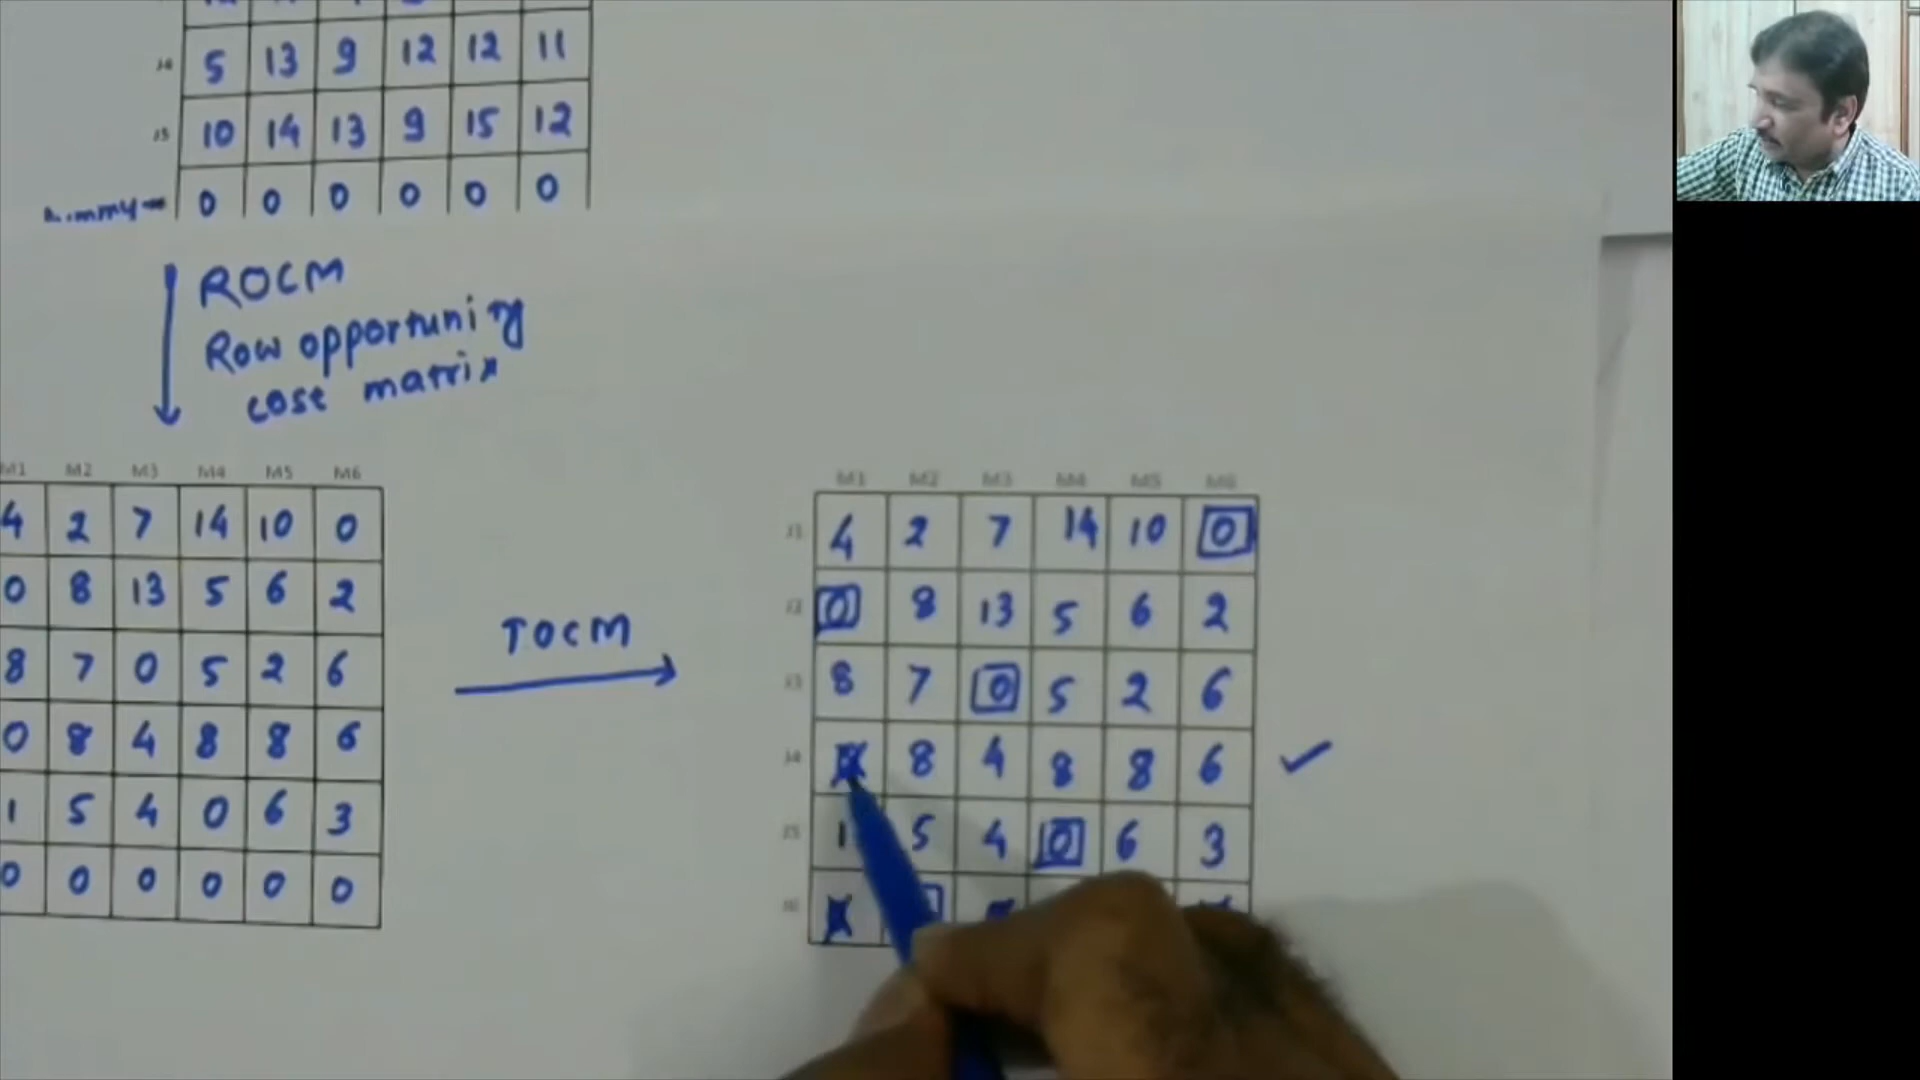 J4 5 13 9 12 12 11
J5 10 14 13 9 15 12
0 0 0 0 0 0
ROCM
Row opportunity
cost matrix
M1 M2 M3 M4 M5 M6
4 2 7 14 10 0
0 8 13 5 6 2
8 7 0 5 2 6
0 8 4 8 8 6
1 5 4 0 6 3
0 0 0 0 0 0
TOCM
M1 M2 M3 M4 M5 M6
J1 4 2 7 14 10 0
J2 0 8 13 5 6 2
J3 8 7 0 5 2 6
J4 8 4 8 8 6
J5 1 5 4 0 6 3